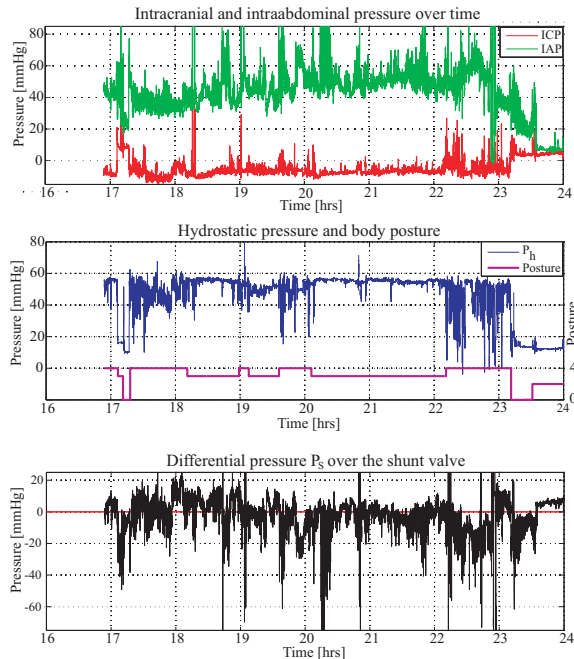 Intracranial and intraabdominal pressure over time
ICP
IAP
Pressure [mmHg]
80
60
40
20
0
16 17 18 19 20 21 22 23 24
Time [hrs]
Hydrostatic pressure and body posture
P_h
Posture
Pressure [mmHg]
80
60
40
20
0
Posture
4
0
16 17 18 19 20 21 22 23 24
Time [hrs]
Differential pressure P_S over the shunt valve
Pressure [mmHg]
20
0
-20
-40
-60
16 17 18 19 20 21 22 23 24
Time [hrs]